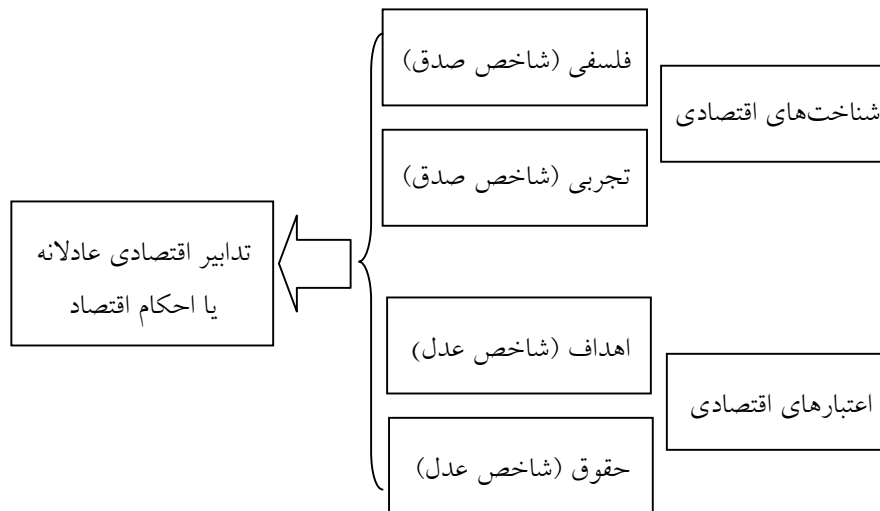 شناخت‌های اقتصادی
فلسفی (شاخص صدق)
تجربی (شاخص صدق)
اعتبارهای اقتصادی
اهداف (شاخص عدل)
حقوق (شاخص عدل)
تدابیر اقتصادی عادلانه
یا احکام اقتصاد